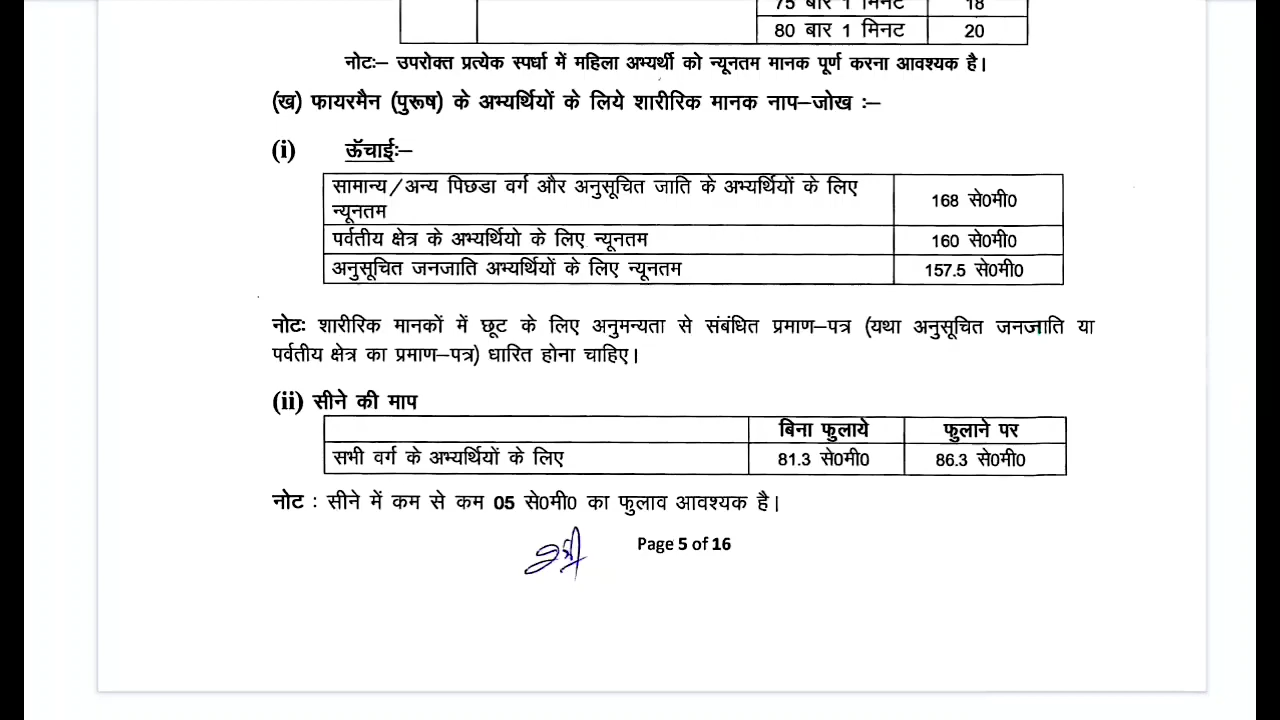 75 बार 1 मिनट 18
80 बार 1 मिनट 20
नोटः– उपरोक्त प्रत्येक स्पर्धा में महिला अभ्यर्थी को न्यूनतम मानक पूर्ण करना आवश्यक है।
(ख) फायरमैन (पुरूष) के अभ्यर्थियों के लिये शारीरिक मानक नाप–जोख :–
(i) ऊँचाईः–
सामान्य/अन्य पिछडा वर्ग और अनुसूचित जाति के अभ्यर्थियों के लिए
न्यूनतम
168 से0मी0
पर्वतीय क्षेत्र के अभ्यर्थियो के लिए न्यूनतम 160 से0मी0
अनुसूचित जनजाति अभ्यर्थियों के लिए न्यूनतम 157.5 से0मी0
नोटः शारीरिक मानकों में छूट के लिए अनुमन्यता से संबंधित प्रमाण–पत्र (यथा अनुसूचित जनजाति या
पर्वतीय क्षेत्र का प्रमाण–पत्र) धारित होना चाहिए।
(ii) सीने की माप
बिना फुलाये फुलाने पर
सभी वर्ग के अभ्यर्थियों के लिए 81.3 से0मी0 86.3 से0मी0
नोट : सीने में कम से कम 05 से0मी0 का फुलाव आवश्यक है।
Page 5 of 16